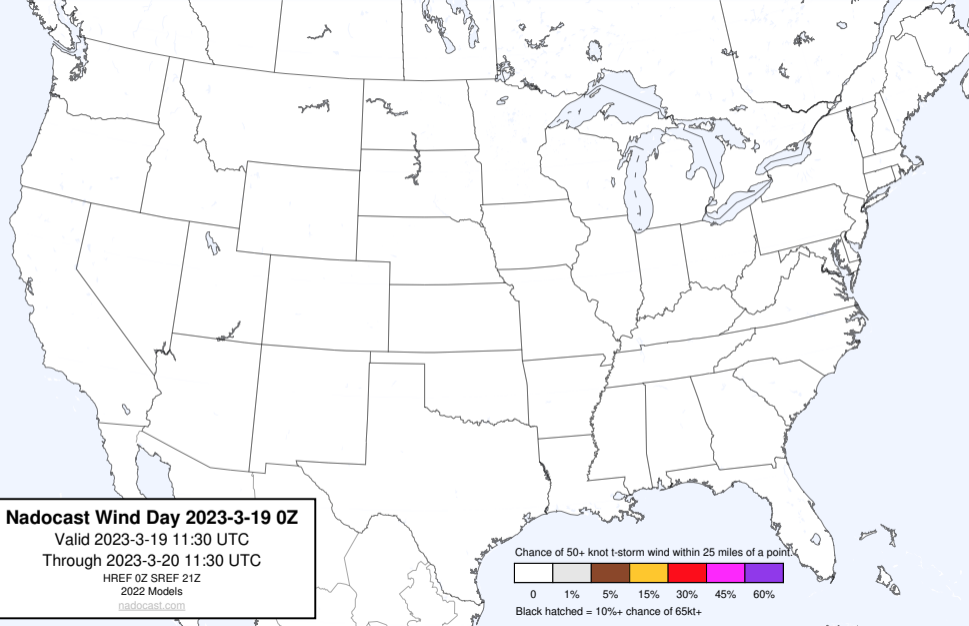 Nadocast Wind Day 2023-3-19 0Z
Valid 2023-3-19 11:30 UTC
Through 2023-3-20 11:30 UTC
HREF 0Z SREF 21Z
2022 Models
nadocast.com
Chance of 50+ knot t-storm wind within 25 miles of a point.
0 1% 5% 15% 30% 45% 60%
Black hatched = 10%+ chance of 65kt+